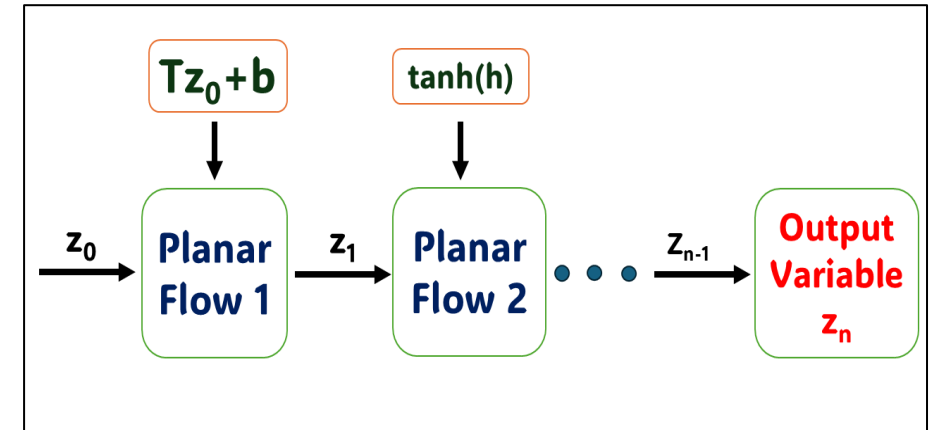 Tz₀+b
tanh(h)
z₀
Planar
Flow 1
z₁
Planar
Flow 2
zₙ₋₁
Output
Variable
zₙ